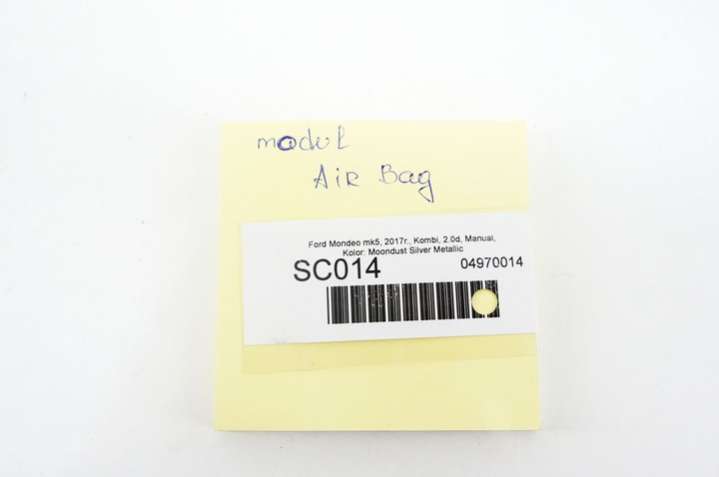 modul
Air Bag
Ford Mondeo mk5, 2017r., Kombi, 2.0d, Manual,
Kolor: Moondust Silver Metallic
SC014 04970014